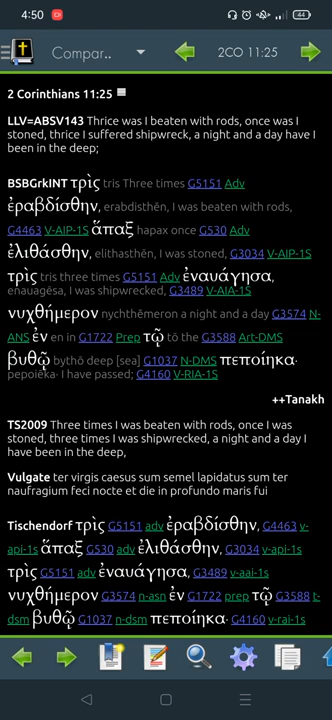 4:50 44
Compar.. 2CO 11:25
2 Corinthians 11:25
LLV=ABSV143 Thrice was I beaten with rods, once was I
stoned, thrice I suffered shipwreck, a night and a day have I
been in the deep;
BSBGrkINT τρὶς tris Three times G5151 Adv
ἐραβδίσθην, erabdisthēn, I was beaten with rods,
G4463 V-AIP-1S ἅπαξ hapax once G530 Adv
ἐλιθάσθην, elithasthēn, I was stoned, G3034 V-AIP-1S
τρὶς tris three times G5151 Adv ἐναυάγησα,
enauagēsa, I was shipwrecked, G3489 V-AIA-1S
νυχθήμερον nychthēmeron a night and a day G3574 N-
ANS ἐν en in G1722 Prep τῷ tō the G3588 Art-DMS
βυθῷ bythō deep [sea] G1037 N-DMS πεποίηκα·
pepoiēka· I have passed; G4160 V-RIA-1S
++Tanakh
TS2009 Three times I was beaten with rods, once I was
stoned, three times I was shipwrecked, a night and a day I
have been in the deep,
Vulgate ter virgis caesus sum semel lapidatus sum ter
naufragium feci nocte et die in profundo maris fui
Tischendorf τρὶς G5151 adv ἐραβδίσθην, G4463 v-
api-1s ἅπαξ G530 adv ἐλιθάσθην, G3034 v-api-1s
τρὶς G5151 adv ἐναυάγησα, G3489 v-aai-1s
νυχθήμερον G3574 n-asn ἐν G1722 prep τῷ G3588 t-
dsm βυθῷ G1037 n-dsm πεποίηκα· G4160 v-rai-1s